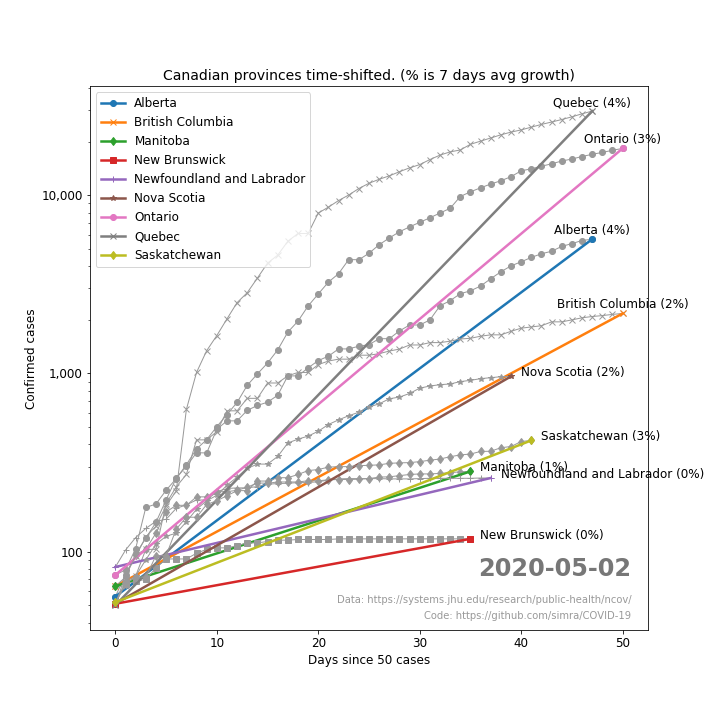 Canadian provinces time-shifted. (% is 7 days avg growth)
Alberta
British Columbia
Manitoba
New Brunswick
Newfoundland and Labrador
Nova Scotia
Ontario
Quebec
Saskatchewan
Quebec (4%)
Ontario (3%)
Alberta (4%)
British Columbia (2%)
Nova Scotia (2%)
Saskatchewan (3%)
Manitoba (1%)
Newfoundland and Labrador (0%)
New Brunswick (0%)
2020-05-02
Data: https://systems.jhu.edu/research/public-health/ncov/
Code: https://github.com/simra/COVID-19
Confirmed cases
10,000
1,000
100
0 10 20 30 40 50
Days since 50 cases